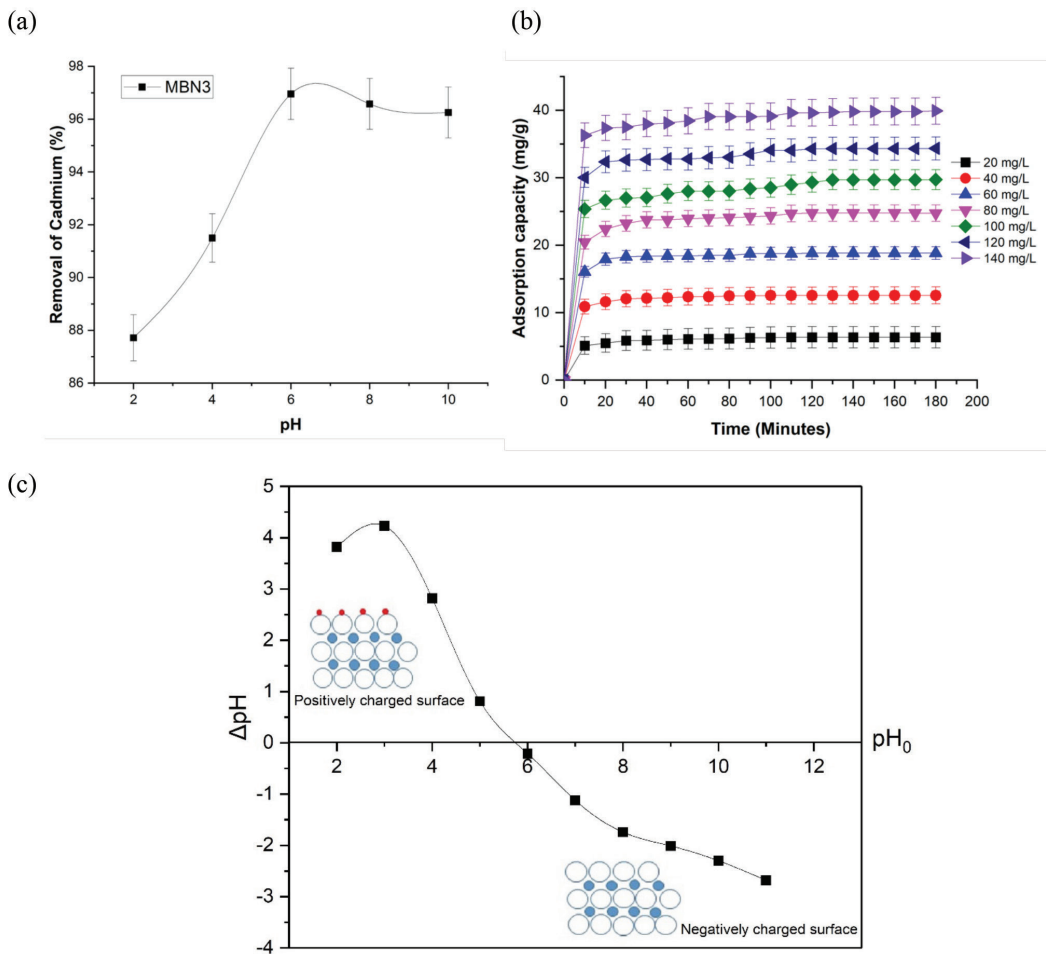 (a)
98
96
94
92
90
88
86
Removal of Cadmium (%)
MBN3
2 4 6 8 10
pH
(b)
40
30
20
10
0
Adsorption capacity (mg/g)
0 20 40 60 80 100 120 140 160 180 200
Time (Minutes)
20 mg/L
40 mg/L
60 mg/L
80 mg/L
100 mg/L
120 mg/L
140 mg/L
(c)
5
4
3
2
1
0
-1
-2
-3
-4
ΔpH
2 4 6 8 10 12
pH0
Positively charged surface
Negatively charged surface